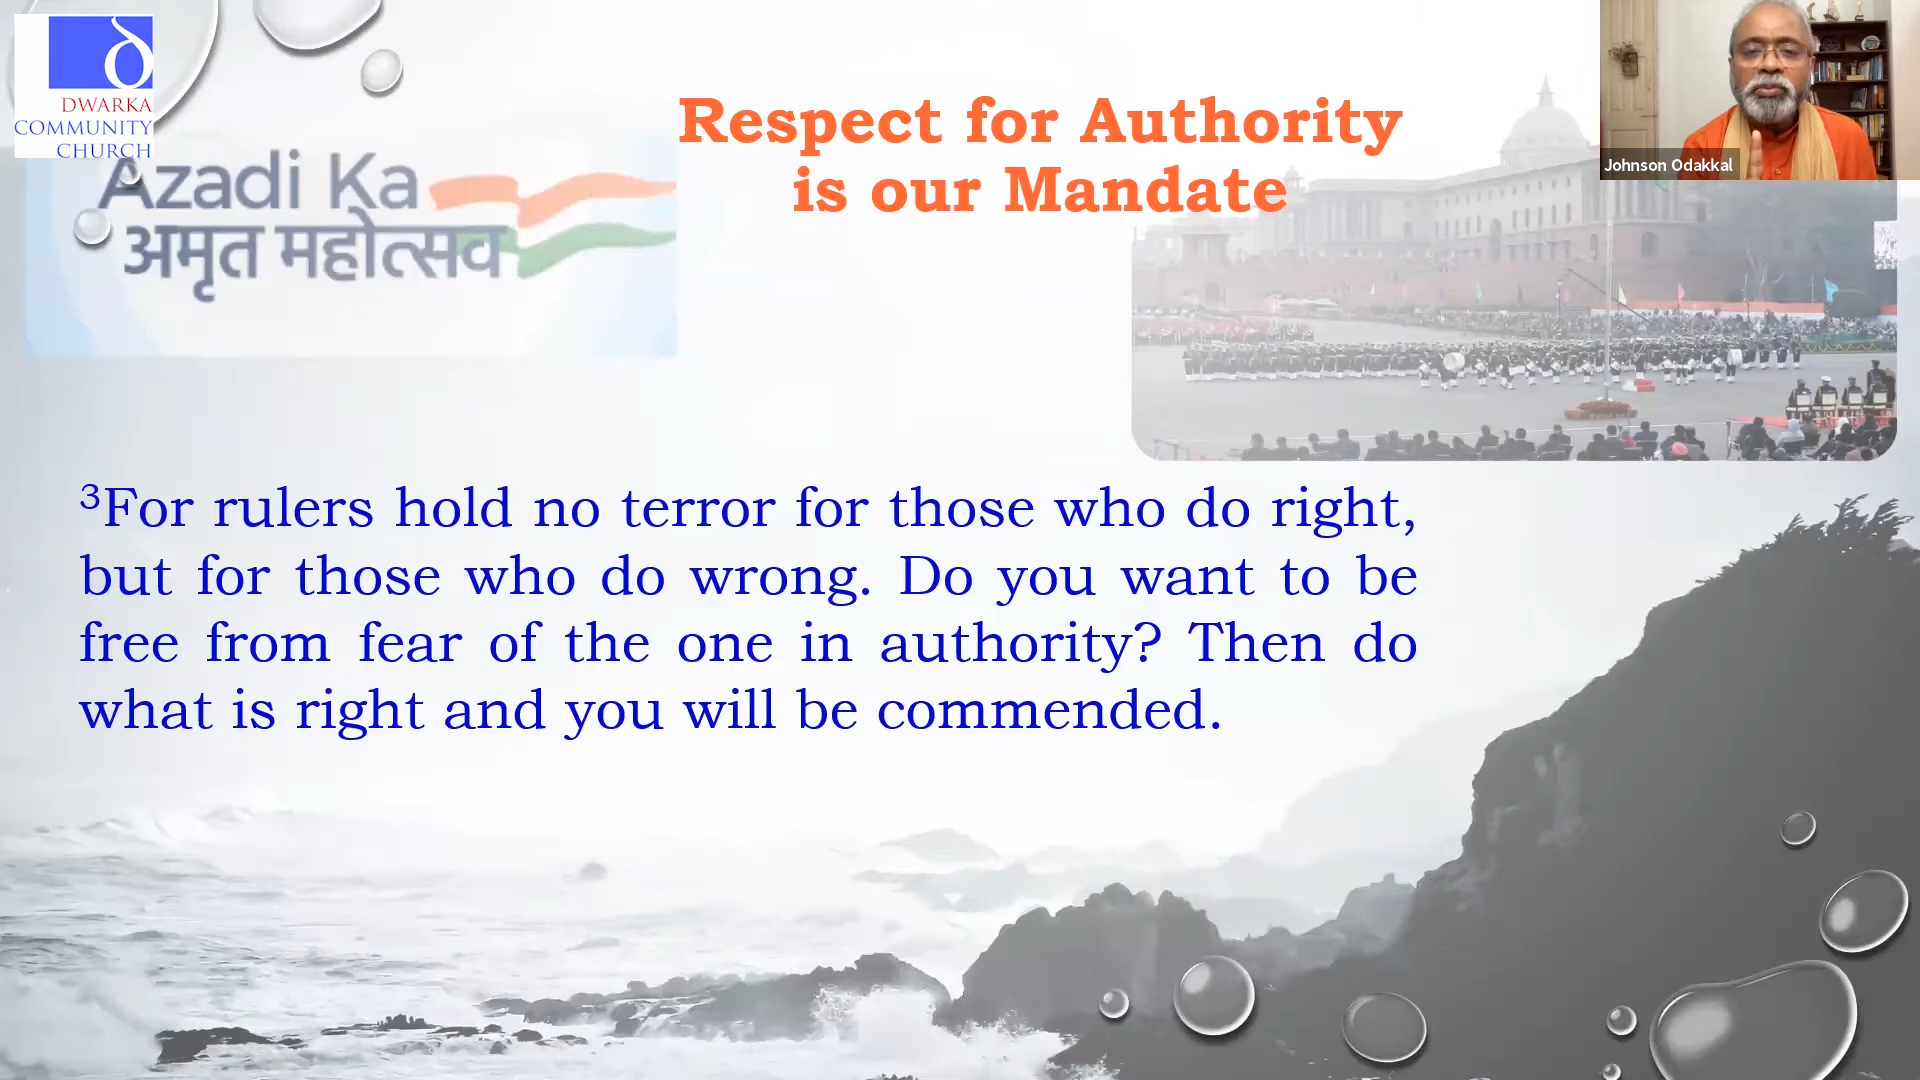 DWARKA
COMMUNITY
CHURCH
Azadi Ka
अमृत महोत्सव
Respect for Authority
is our Mandate
Johnson Odakkal
³For rulers hold no terror for those who do right,
but for those who do wrong. Do you want to be
free from fear of the one in authority? Then do
what is right and you will be commended.